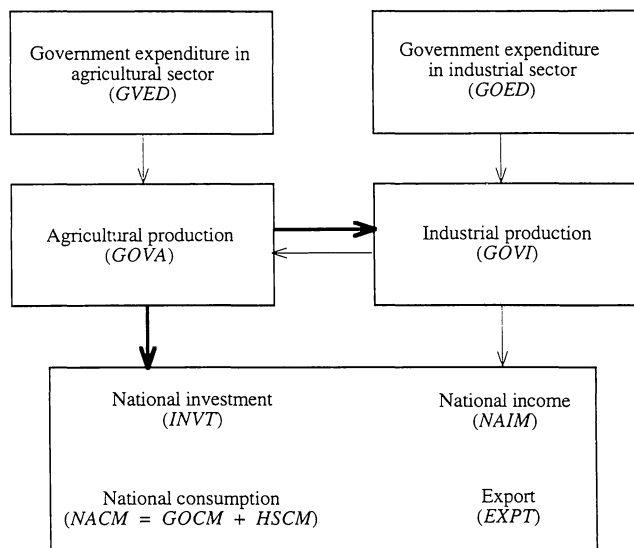 Government expenditure in
agricultural sector
(GVED)
Government expenditure
in industrial sector
(GOED)
Agricultural production
(GOVA)
Industrial production
(GOVI)
National investment
(INVT)
National income
(NAIM)
National consumption
(NACM = GOCM + HSCM)
Export
(EXPT)